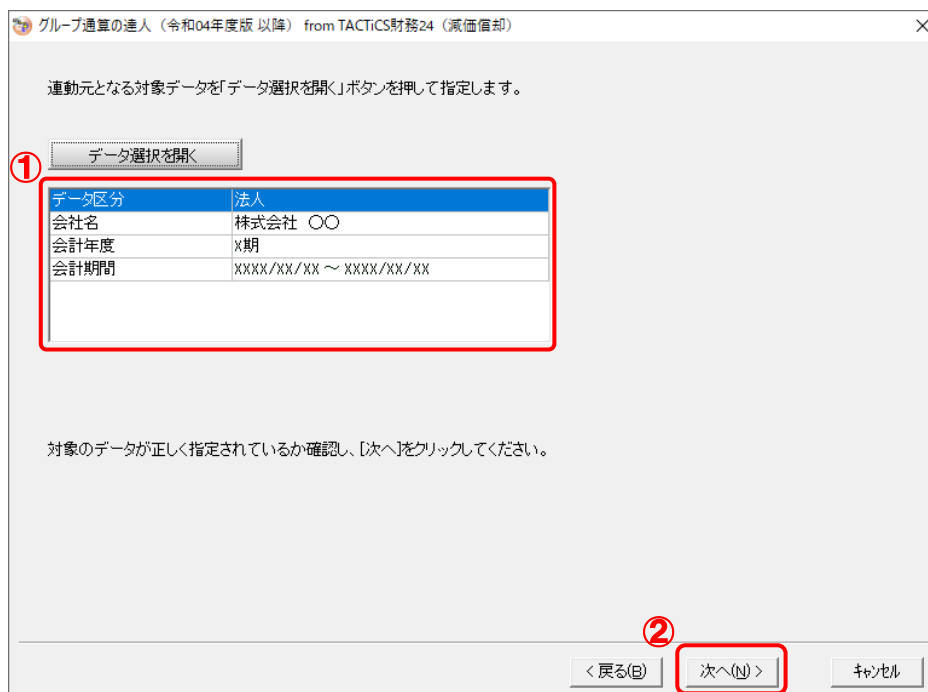 グループ通算の達人（令和04年度版 以降） from TACTiCS財務24（減価償却）
連動元となる対象データを「データ選択を開く」ボタンを押して指定します。
データ選択を開く
①
データ区分 法人
会社名 株式会社 〇〇
会計年度 X期
会計期間 XXXX/XX/XX ～ XXXX/XX/XX
対象のデータが正しく指定されているか確認し、[次へ]をクリックしてください。
②
< 戻る(B) 次へ(N) > キャンセル